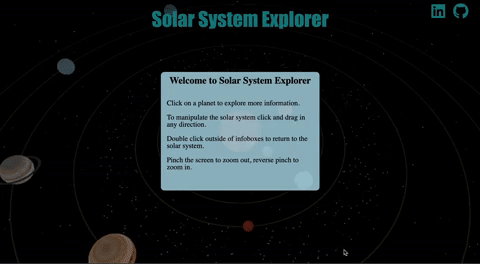 Solar System Explorer
Welcome to Solar System Explorer
Click on a planet to explore more information.
To manipulate the solar system click and drag in
any direction.
Double click outside of infoboxes to return to the
solar system.
Pinch the screen to zoom out, reverse pinch to
zoom in.